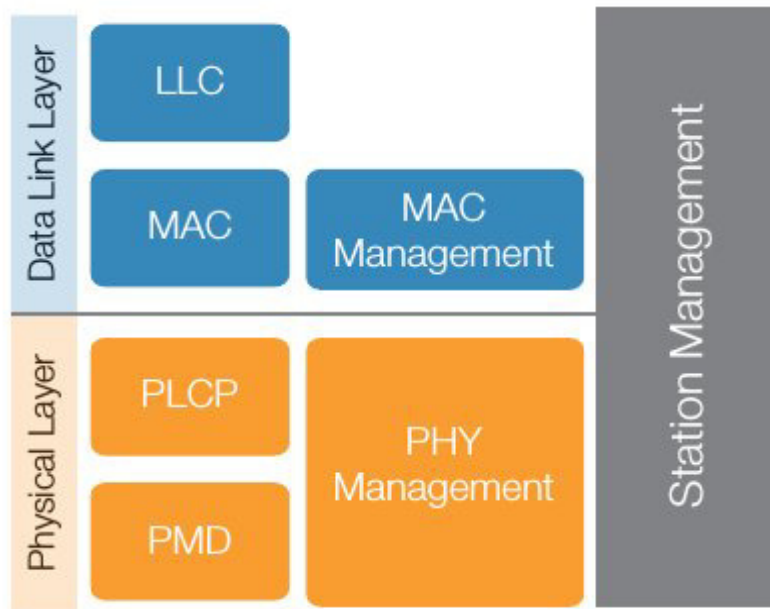 Data Link Layer
LLC
MAC
MAC
Management
Physical Layer
PLCP
PHY
Management
PMD
Station Management